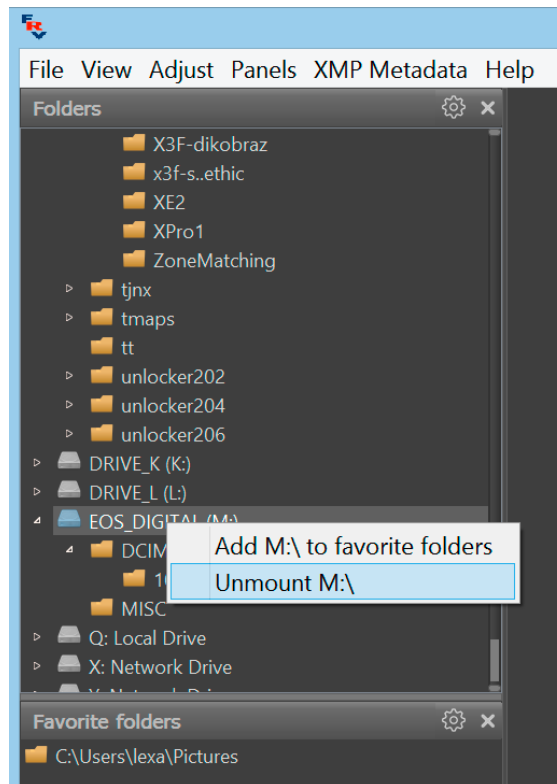 FRV
File View Adjust Panels XMP Metadata Help
Folders
X3F-dikobraz
x3f-s..ethic
XE2
XPro1
ZoneMatching
tjnx
tmaps
tt
unlocker202
unlocker204
unlocker206
DRIVE_K (K:)
DRIVE_L (L:)
EOS_DIGITAL (M:)
DCIM
Add M:\ to favorite folders
Unmount M:\
MISC
Q: Local Drive
X: Network Drive
Favorite folders
C:\Users\lexa\Pictures